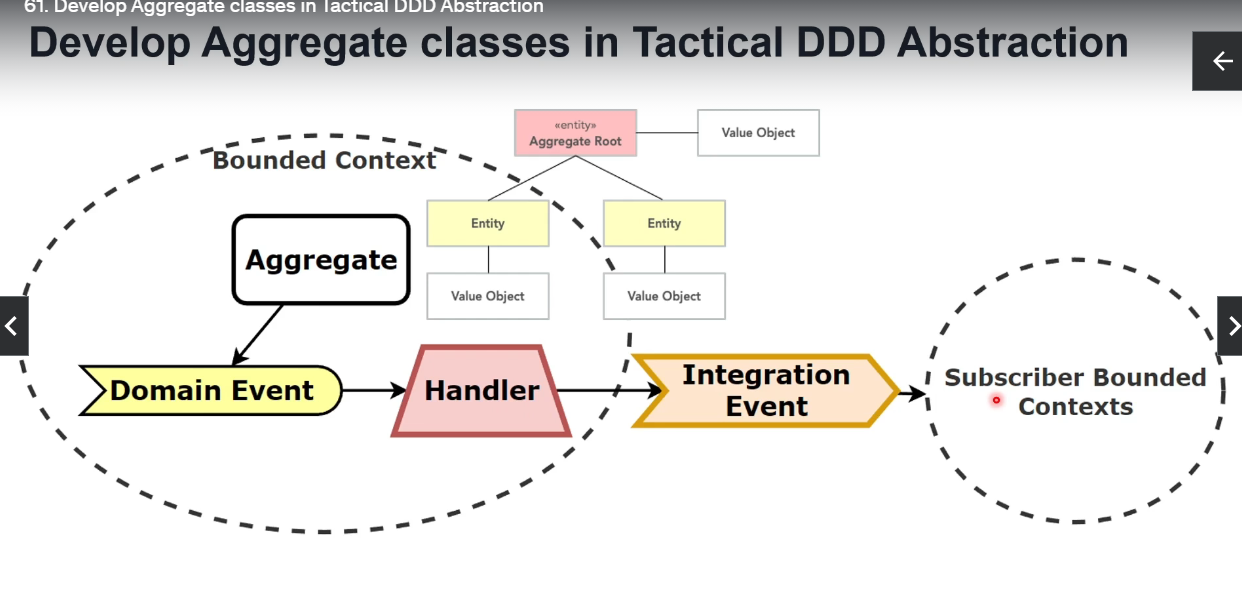 61. Develop Aggregate classes in Tactical DDD Abstraction
Develop Aggregate classes in Tactical DDD Abstraction
«entity»
Aggregate Root
Value Object
Bounded Context
Entity
Entity
Aggregate
Value Object
Value Object
Domain Event
Handler
Integration
Event
Subscriber Bounded
Contexts